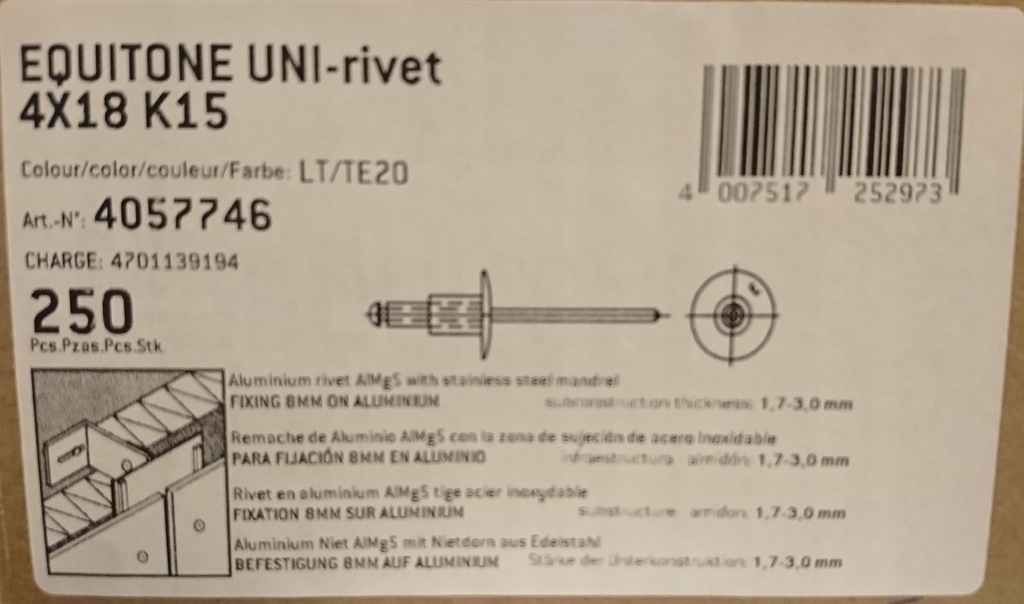 EQUITONE UNI-rivet
4X18 K15
Colour/color/couleur/Farbe: LT/TE20
Art.-N°: 4057746
CHARGE: 4701139194
250
Pcs.Pzas.Pcs.Stk
4 007517 252973
Aluminium rivet AlMg5 with stainless steel mandrel
FIXING 8MM ON ALUMINIUM subconstruction thickness: 1,7-3,0 mm
Remache de Aluminio AlMg5 con la zona de sujeción de acero Inoxidable
PARA FIJACIÓN 8MM EN ALUMINIO 1,7-3,0 mm
Rivet en aluminium AlMg5 tige acier inoxydable
FIXATION 8MM SUR ALUMINIUM 1,7-3,0 mm
Aluminium Niet AlMg5 mit Nietdorn aus Edelstahl
BEFESTIGUNG 8MM AUF ALUMINIUM Stärke der Unterkonstruktion: 1,7-3,0 mm